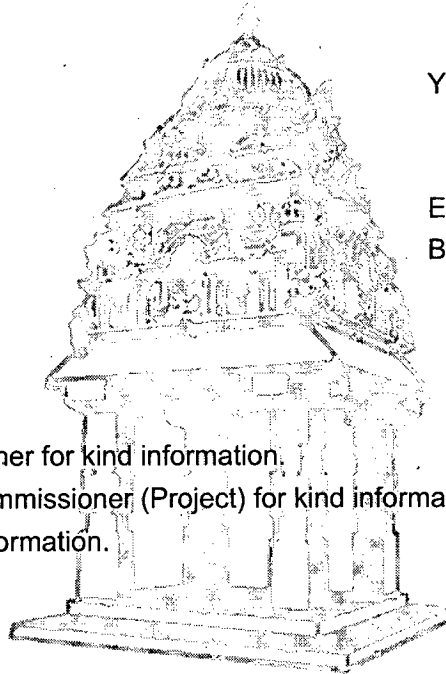 Y
E
B
ner for kind information.
mmissioner (Project) for kind informa
ormation.